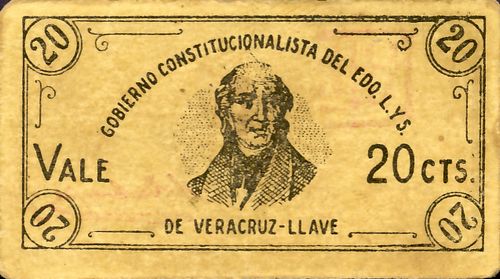 20 20
GOBIERNO CONSTITUCIONALISTA DEL EDO. L. Y S.
VALE 20 CTS.
DE VERACRUZ-LLAVE
20 20